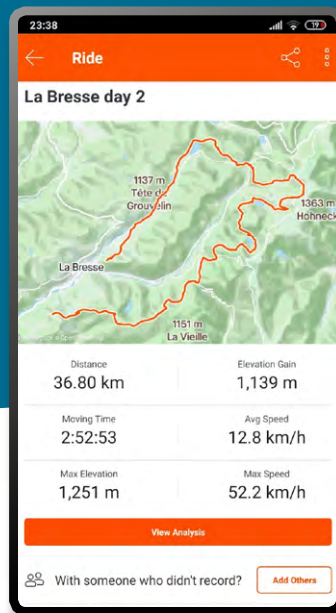 23:38
19
Ride
La Bresse day 2
1137 m
Tête de
Grouvelin
1363 m
Hohneck
La Bresse
1151 m
La Vieille
Distance
Elevation Gain
36.80 km
1,139 m
Moving Time
Avg Speed
2:52:53
12.8 km/h
Max Elevation
Max Speed
1,251 m
52.2 km/h
View Analysis
With someone who didn't record?
Add Others